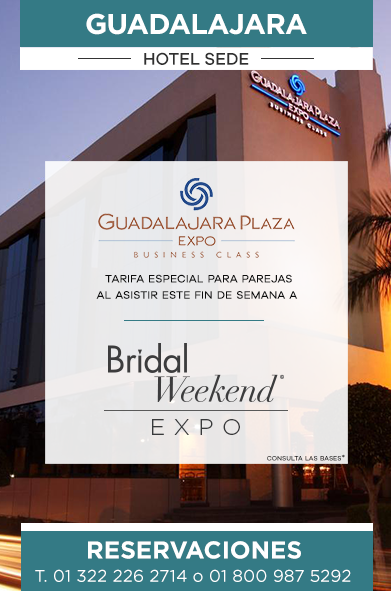 GUADALAJARA
HOTEL SEDE
GUADALAJARA PLAZA
EXPO
BUSINESS CLASS
GUADALAJARA PLAZA
EXPO
BUSINESS CLASS
TARIFA ESPECIAL PARA PAREJAS
AL ASISTIR ESTE FIN DE SEMANA A
Bridal
Weekend®
EXPO
CONSULTA LAS BASES*
RESERVACIONES
T. 01 322 226 2714 o 01 800 987 5292